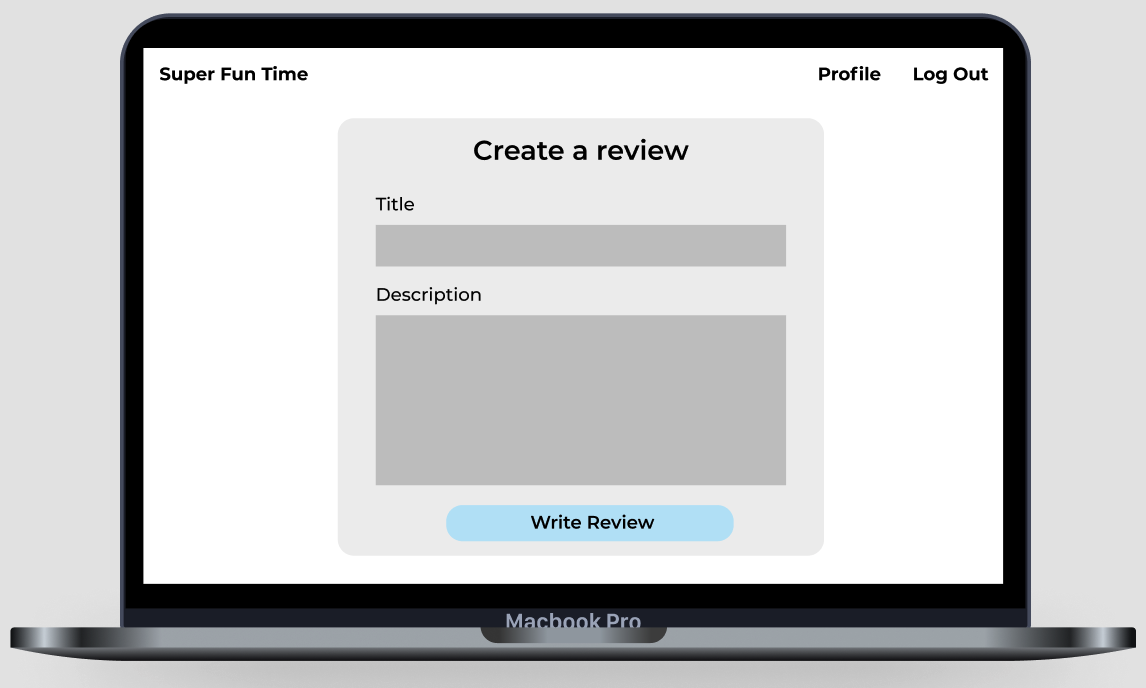 Super Fun Time
Profile
Log Out
Create a review
Title
Description
Write Review
Macbook Pro